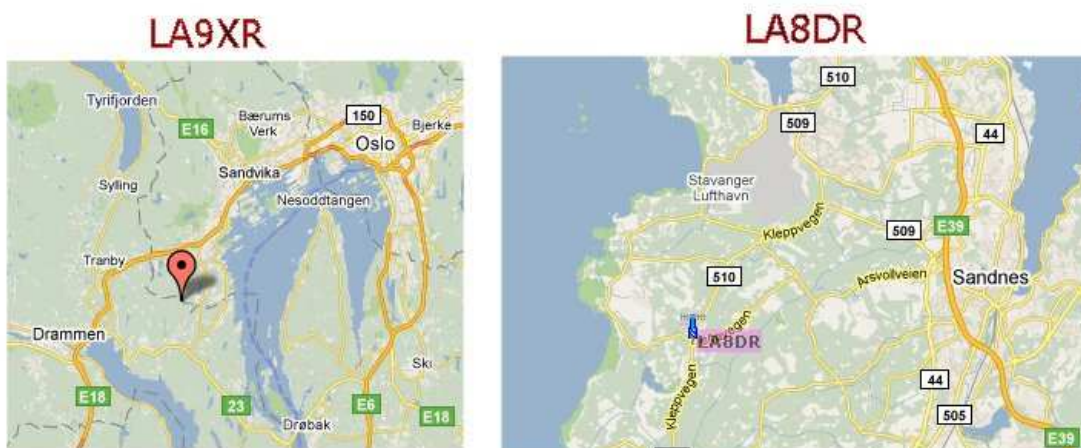 LA9XR
Tyrifjorden
Bærums
Verk
150
Bjerke
E16
Oslo
Sandvika
Sylling
Nesoddtangen
Tranby
Drammen
Ski
E18
23
E6
E18
Drøbak
LA8DR
510
509
44
Stavanger
Lufthavn
Kleppvegen
509
E39
510
Arsvollveien
Sandnes
LA8DR
Kleppvegen
44
505
E39